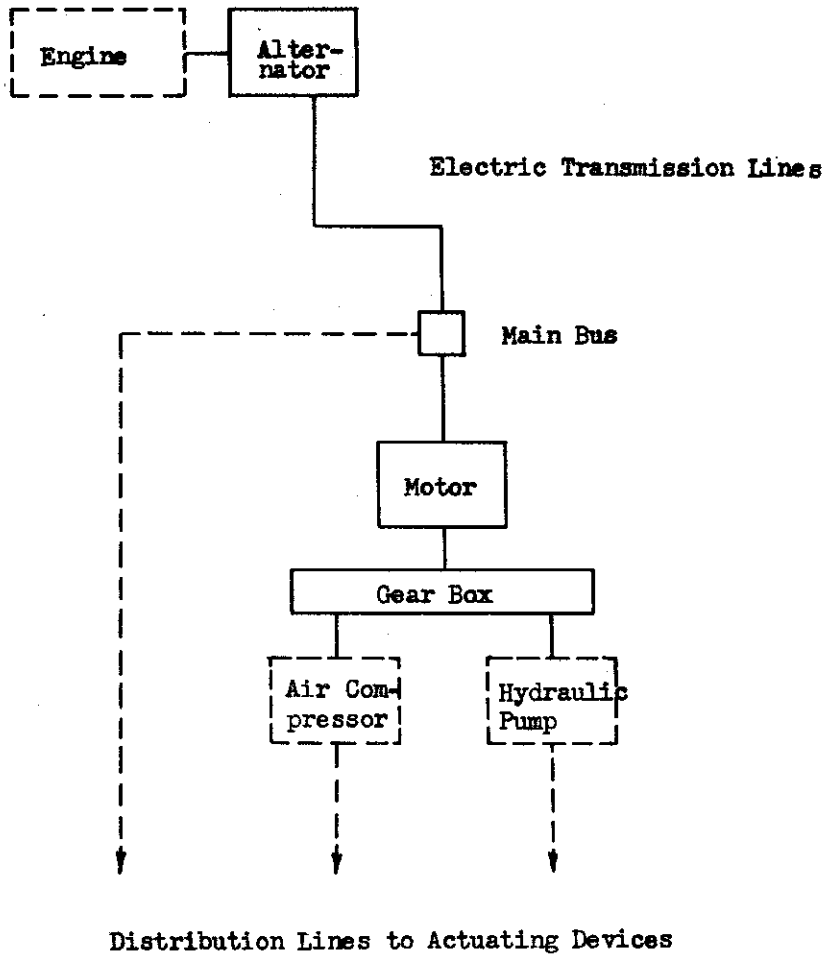 Engine
Alter-
nator
Electric Transmission Lines
Main Bus
Motor
Gear Box
Air Com-
pressor
Hydraulic
Pump
Distribution Lines to Actuating Devices